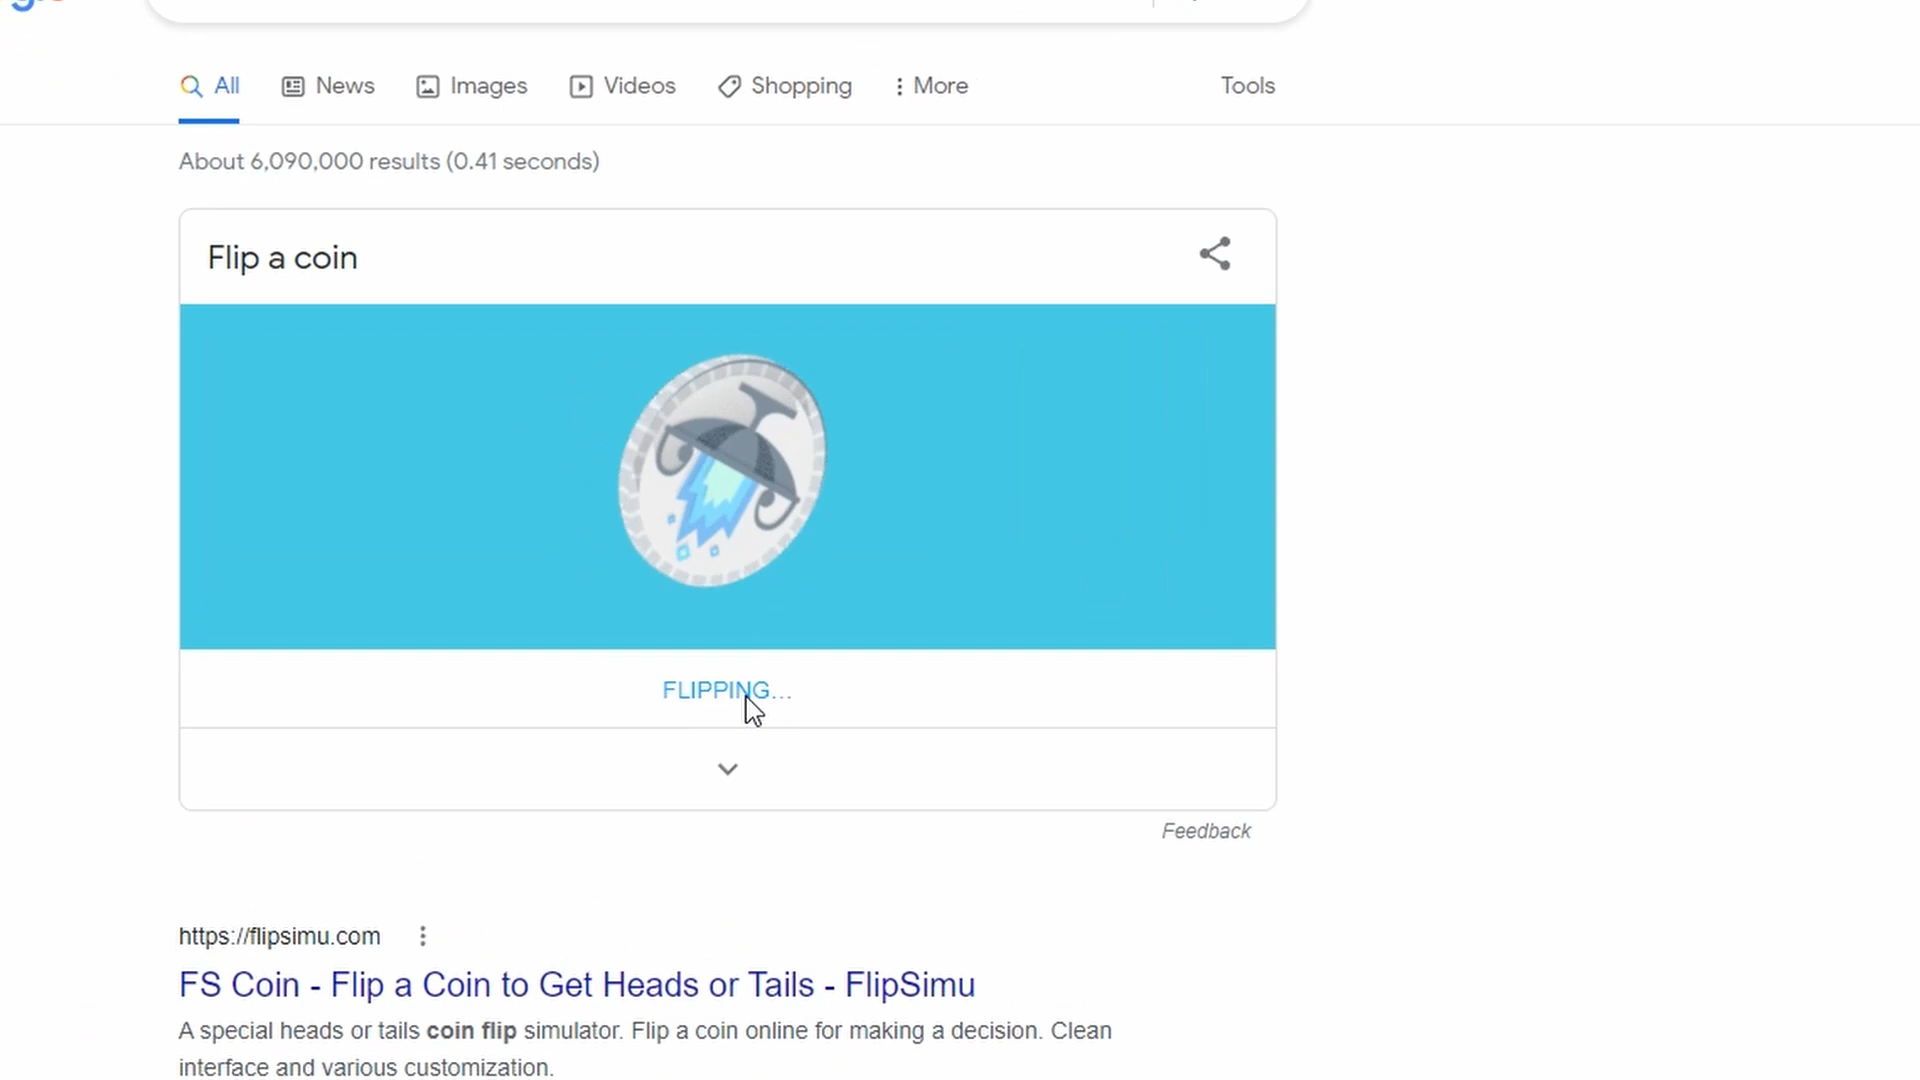 All News Images Videos Shopping More Tools
About 6,090,000 results (0.41 seconds)
Flip a coin
FLIPPING...
Feedback
https://flipsimu.com
FS Coin - Flip a Coin to Get Heads or Tails - FlipSimu
A special heads or tails coin flip simulator. Flip a coin online for making a decision. Clean
interface and various customization.